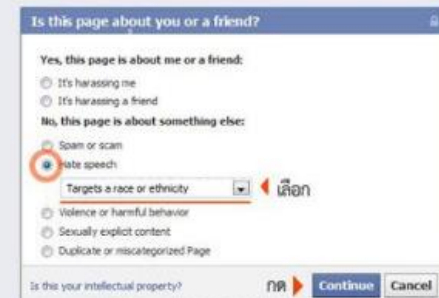 Is this page about you or a friend?
Yes, this page is about me or a friend:
It's harassing me
It's harassing a friend
No, this page is about something else:
Spam or scam
Hate speech
Targets a race or ethnicity เลือก
Violence or harmful behavior
Sexually explicit content
Duplicate or miscategorized Page
Is this your intellectual property? กด Continue Cancel